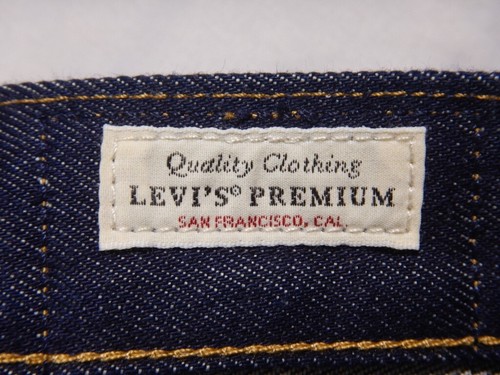 Quality Clothing
LEVI'S® PREMIUM
SAN FRANCISCO, CAL.